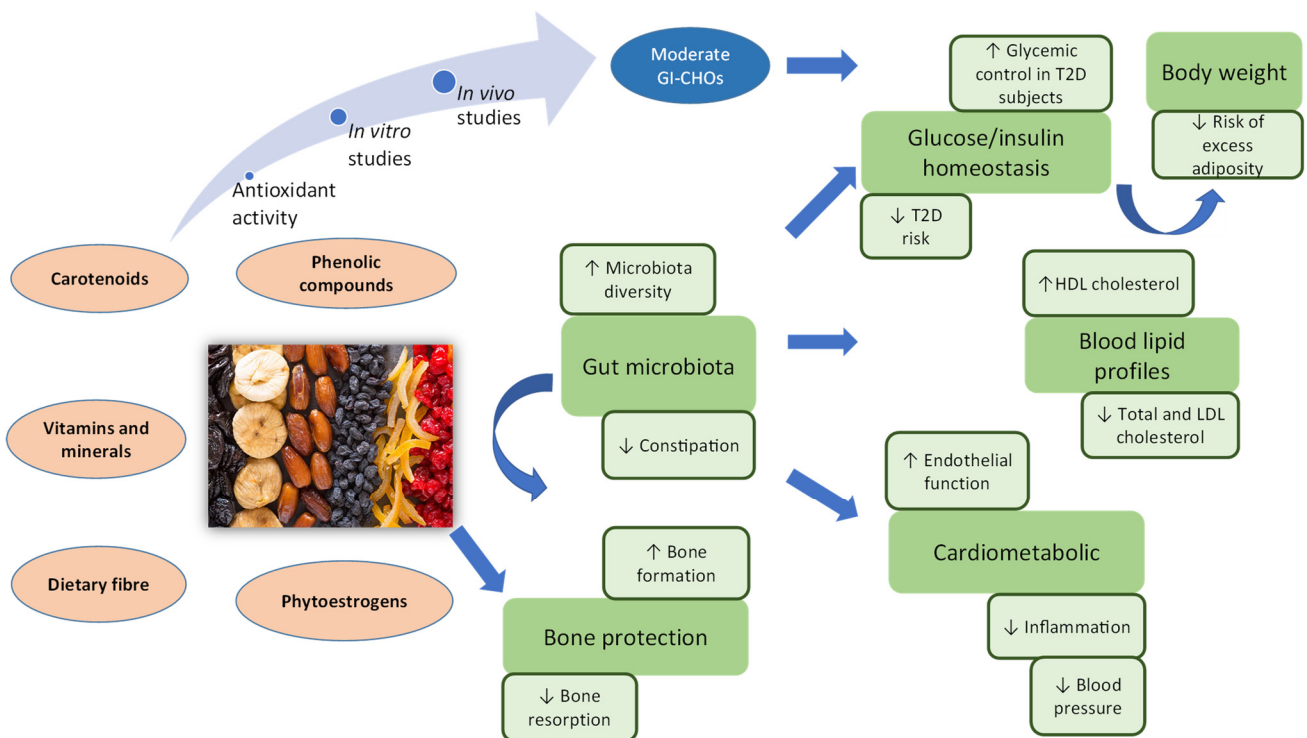 Moderate
GI-CHOs
↑ Glycemic
control in T2D
subjects
Body weight
In vivo
studies
In vitro
studies
↓ Risk of
excess
adiposity
Glucose/insulin
homeostasis
Antioxidant
activity
↓ T2D
risk
Carotenoids
Phenolic
compounds
↑ Microbiota
diversity
↑HDL cholesterol
Gut microbiota
Blood lipid
profiles
Vitamins and
minerals
↓ Constipation
↓ Total and LDL
cholesterol
↑ Endothelial
function
↑ Bone
formation
Cardiometabolic
Dietary fibre
Phytoestrogens
Bone protection
↓ Inflammation
↓ Bone
resorption
↓ Blood
pressure